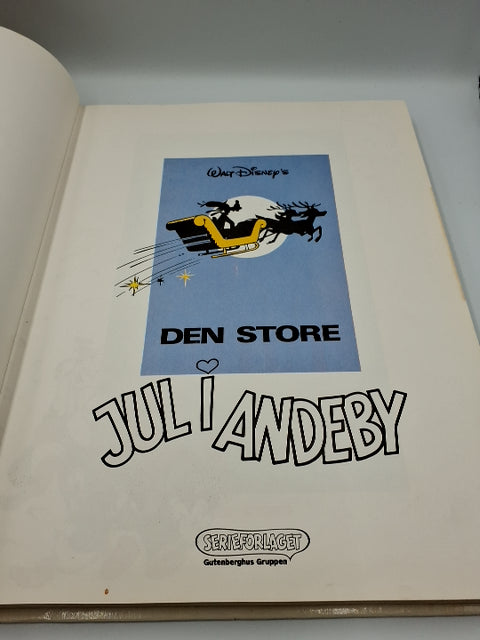 WALT DISNEY'S
DEN STORE
JUL i ANDEBY
SERIEFORLAGET
Gutenberghus Gruppen